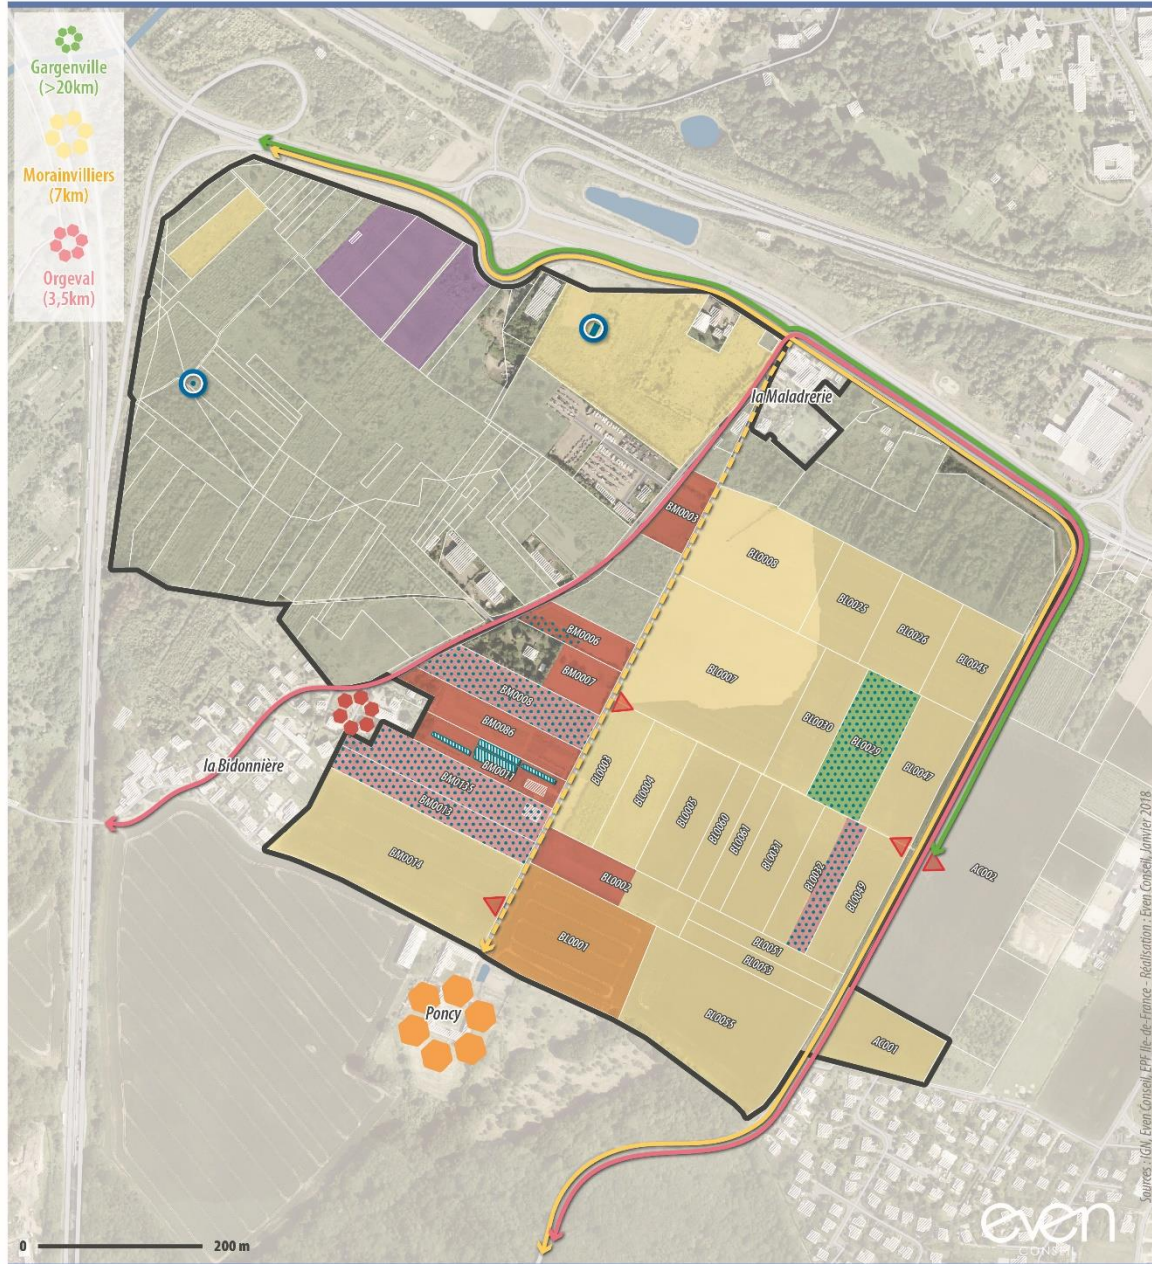 Gargenville
(>20km)
Morainvilliers
(7km)
Orgeval
(3,5km)
la Maladrerie
BM0003
BL0008
BL0025
BL0026
BL0045
BM0006
BM0007
BL0007
BM0008
BL0030
BL0029
BL0047
BM0086
la Bidonnière
BM0011
BL0003
BL0004
BM0135
BL0005
BL0060
BL0061
BL0031
BM0013
BM0014
BL0032
BL0049
AC002
BL0002
BL0001
BL0051
BL0053
Poncy
BL0055
AC001
Sources : IGN, Even Conseil, EPF Ile-de-France - Réalisation : Even Conseil, Janvier 2018
even
CONSEIL
0 200 m